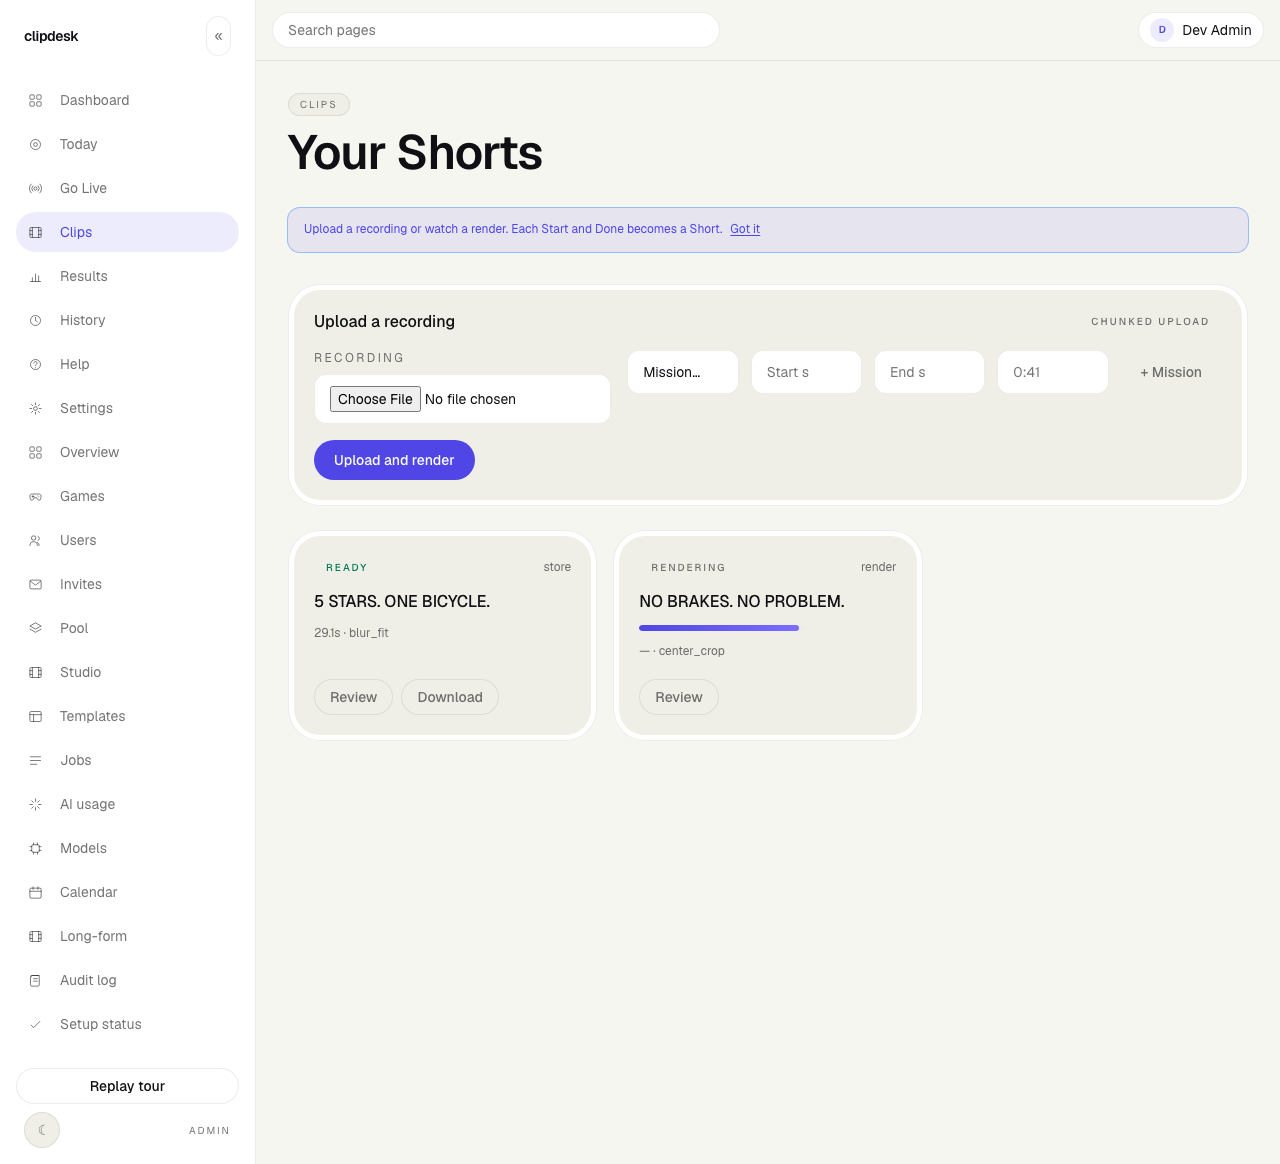 clipdesk
«
Search pages
D
Dev Admin
Dashboard
Today
Go Live
Clips
Results
History
Help
Settings
Overview
Games
Users
Invites
Pool
Studio
Templates
Jobs
AI usage
Models
Calendar
Long-form
Audit log
Setup status
Replay tour
ADMIN
CLIPS
Your Shorts
Upload a recording or watch a render. Each Start and Done becomes a Short. Got it
Upload a recording
CHUNKED UPLOAD
RECORDING
Choose File No file chosen
Mission…
Start s
End s
0:41
+ Mission
Upload and render
READY
store
5 STARS. ONE BICYCLE.
29.1s · blur_fit
Review
Download
RENDERING
render
NO BRAKES. NO PROBLEM.
— · center_crop
Review